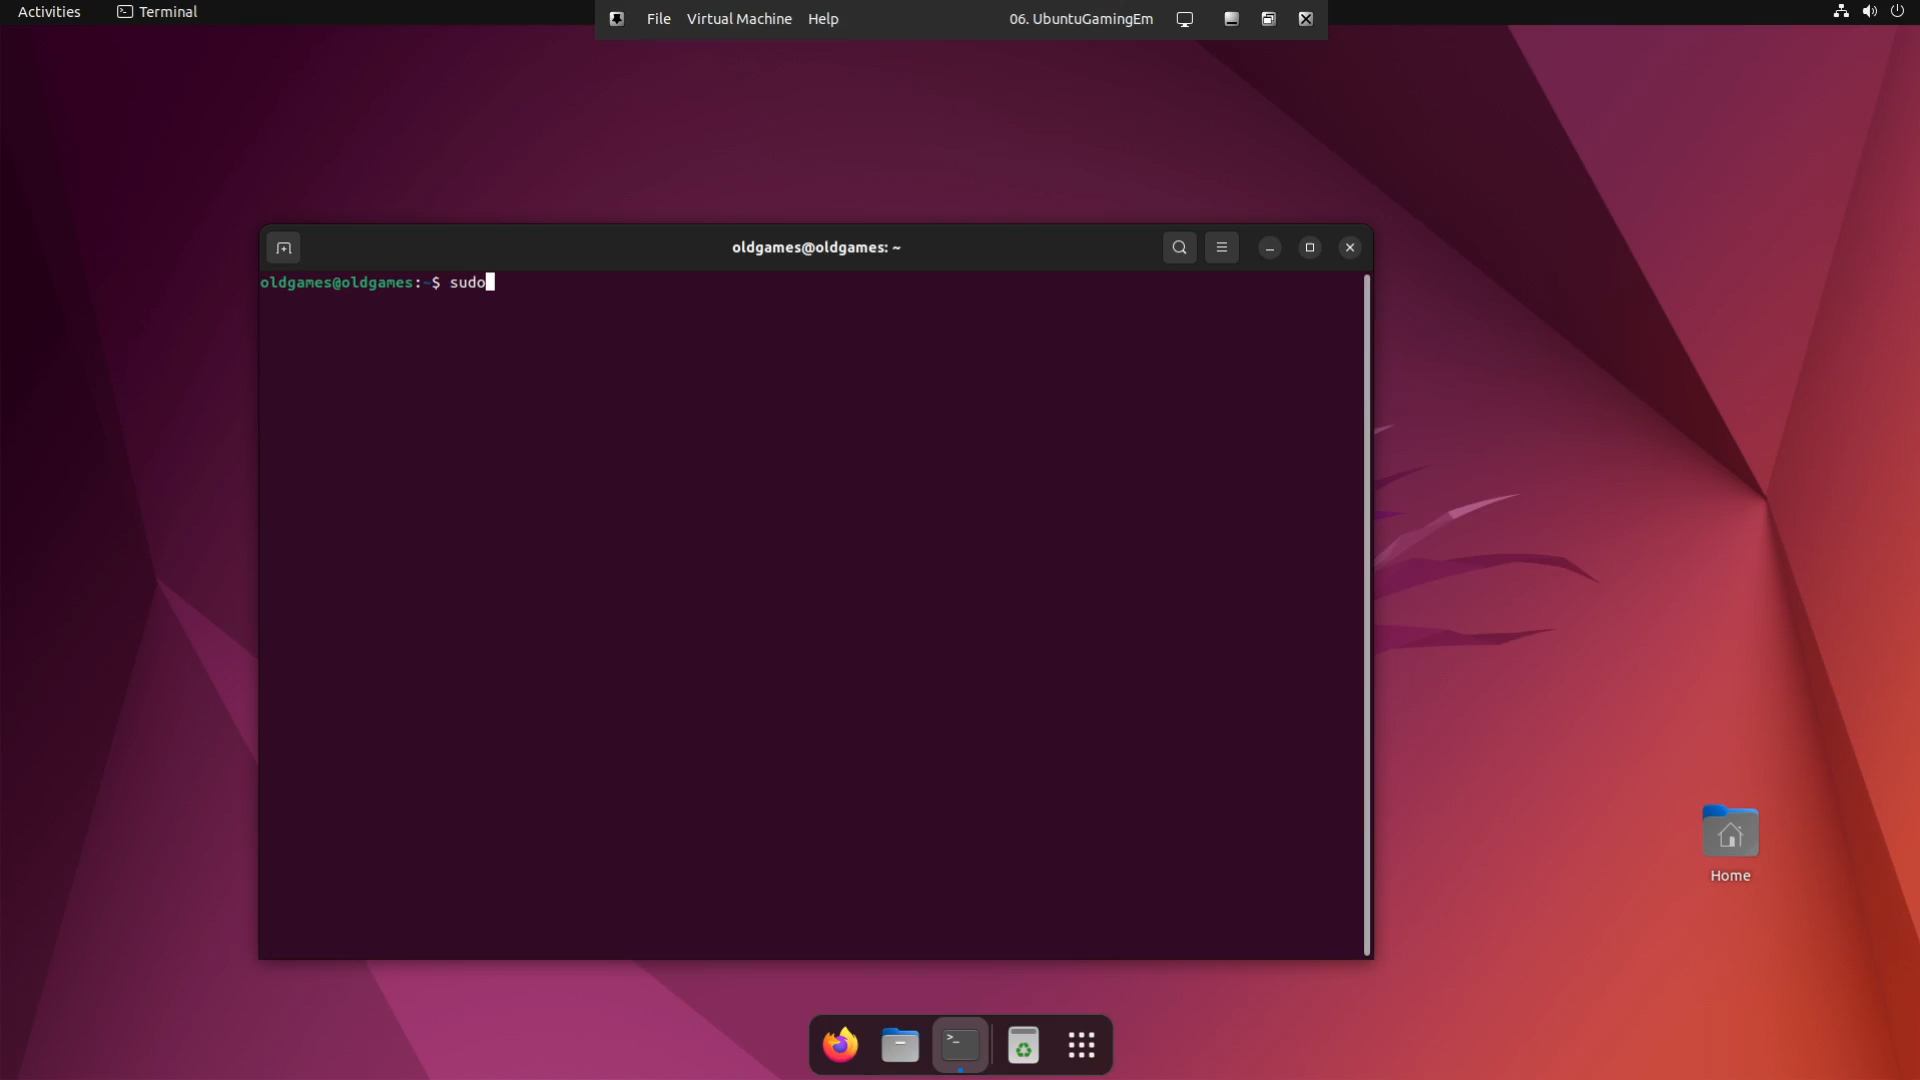 Activities Terminal
File Virtual Machine Help 06. UbuntuGamingEm
oldgames@oldgames: ~
oldgames@oldgames:~$ sudo
Home